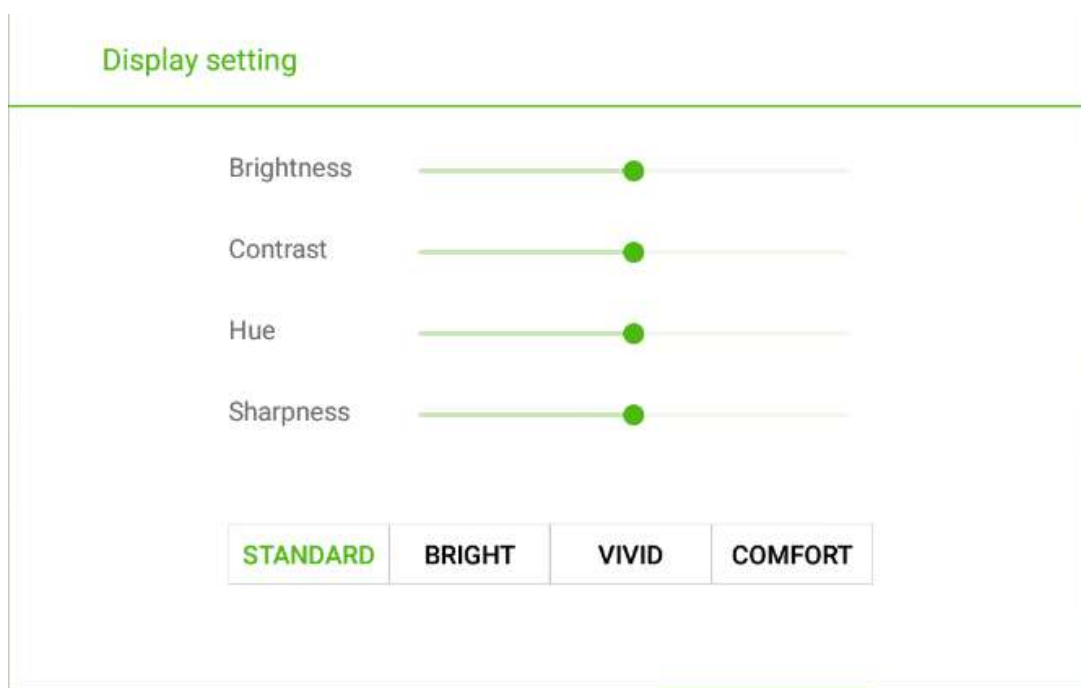 Display setting
Brightness
Contrast
Hue
Sharpness
STANDARD BRIGHT VIVID COMFORT